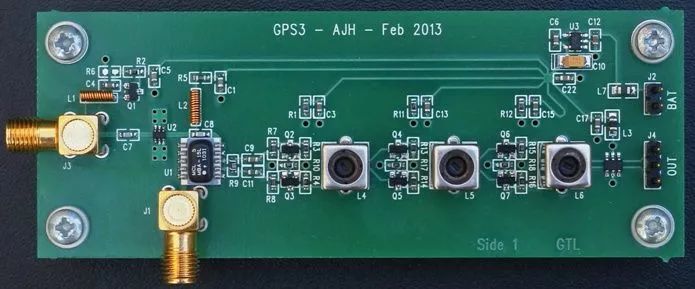 GPS3 - AJH - Feb 2013
C6
U3
C12
R6
R2
C5
C4
L1
Q1
R5
C1
L2
C10
C22
L7
J2
BAT
R1
C3
R11
C13
R12
C15
C17
L3
J4
OUT
J3
C7
U2
C8
U1
R9
C9
C11
R7
Q2
R10
R4
R8
Q3
L4
Q4
R17
Q5
L5
Q6
Q7
L6
J1
Side 1
GTL